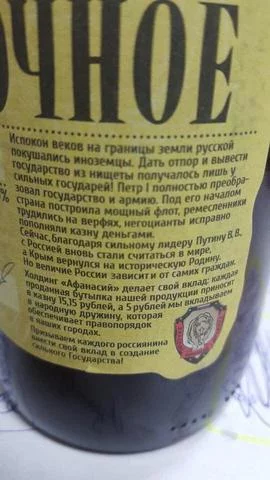 ОЧНОЕ
Испокон веков на границы земли русской
покушались иноземцы. Дать отпор и вывести
государство из нищеты получалось лишь у
сильных государей! Петр I полностью преобра-
зовал государство и армию. Под его началом
страна построила мощный флот, ремесленники
трудились на верфях, негоцианты исправно
пополняли казну деньгами.
Сейчас, благодаря сильному лидеру Путину В.В.
с Россией вновь стали считаться в мире,
а Крым вернулся на историческую Родину.
Но величие России зависит и от самих граждан.
Холдинг «Афанасий» делает свой вклад: каждая
проданная бутылка нашей продукции приносит
в казну 15,15 рублей, а 5 рублей мы вкладываем
в народную дружину, которая
обеспечивает правопорядок
в наших городах.
Призываем каждого россиянина
внести свой вклад в создание
сильного Государства!
%